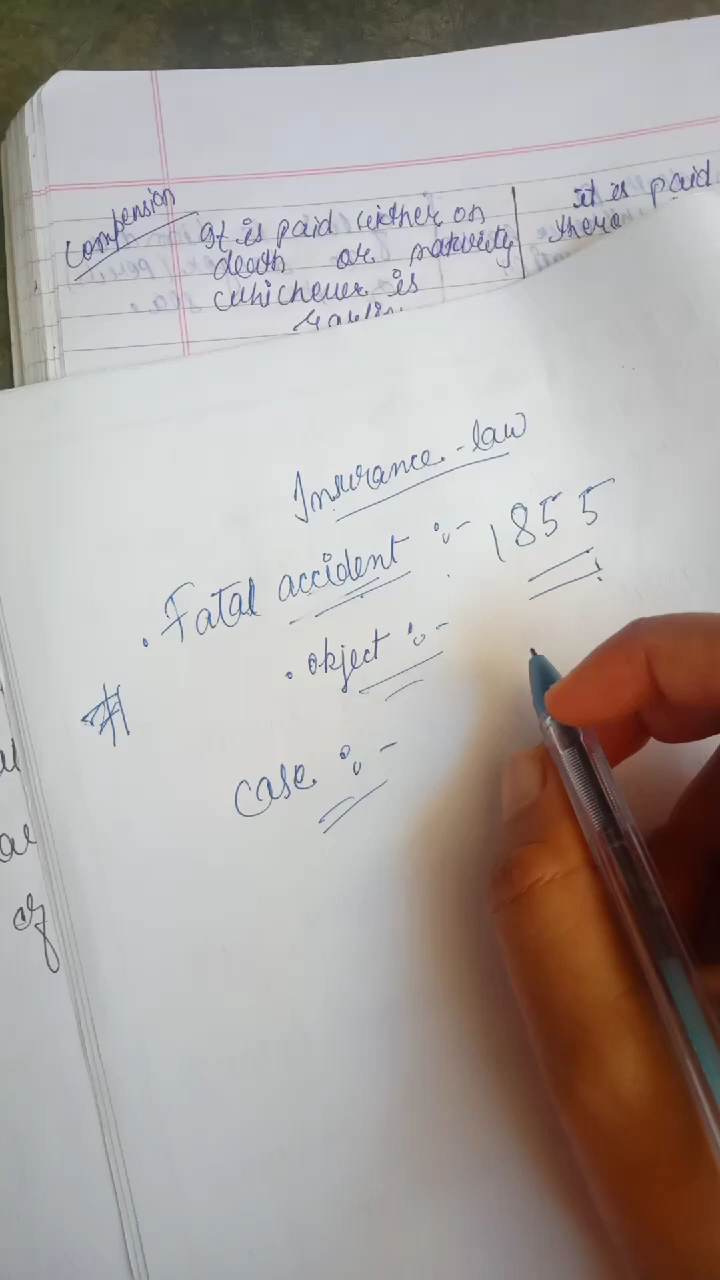 Compension
It is paid either on
death or maturity
whichever is
it is paid
there
Insurance-law
. Fatal accident :- 1855
. object :-
case :-
of